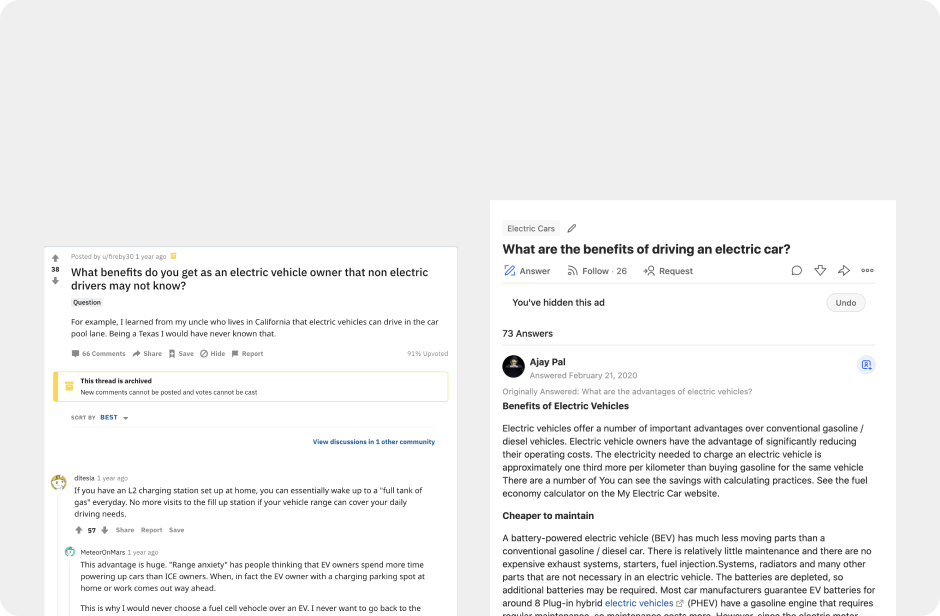 Posted by u/fireby30 1 year ago
38
What benefits do you get as an electric vehicle owner that non electric
drivers may not know?
Question
For example, I learned from my uncle who lives in California that electric vehicles can drive in the car
pool lane. Being a Texas I would have never known that.
66 Comments Share Save Hide Report 91% Upvoted
This thread is archived
New comments cannot be posted and votes cannot be cast
SORT BY BEST
View discussions in 1 other community
dltesla 1 year ago
If you have an L2 charging station set up at home, you can essentially wake up to a "full tank of
gas" everyday. No more visits to the fill up station if your vehicle range can cover your daily
driving needs.
57 Share Report Save
MeteorOnMars 1 year ago
This advantage is huge. "Range anxiety" has people thinking that EV owners spend more time
powering up cars than ICE owners. When, in fact the EV owner with a charging parking spot at
home or work comes out way ahead.
This is why I would never choose a fuel cell vehocle over an EV. I never want to go back to the
Electric Cars
What are the benefits of driving an electric car?
Answer Follow · 26 Request
You've hidden this ad Undo
73 Answers
Ajay Pal
Answered February 21, 2020
Originally Answered: What are the advantages of electric vehicles?
Benefits of Electric Vehicles
Electric vehicles offer a number of important advantages over conventional gasoline /
diesel vehicles. Electric vehicle owners have the advantage of significantly reducing
their operating costs. The electricity needed to charge an electric vehicle is
approximately one third more per kilometer than buying gasoline for the same vehicle
There are a number of You can see the savings with calculating practices. See the fuel
economy calculator on the My Electric Car website.
Cheaper to maintain
A battery-powered electric vehicle (BEV) has much less moving parts than a
conventional gasoline / diesel car. There is relatively little maintenance and there are no
expensive exhaust systems, starters, fuel injection.Systems, radiators and many other
parts that are not necessary in an electric vehicle. The batteries are depleted, so
additional batteries may be required. Most car manufacturers guarantee EV batteries for
around 8 Plug-in hybrid electric vehicles (PHEV) have a gasoline engine that requires
regular maintenance, so maintenance costs more. However, since the electric motor